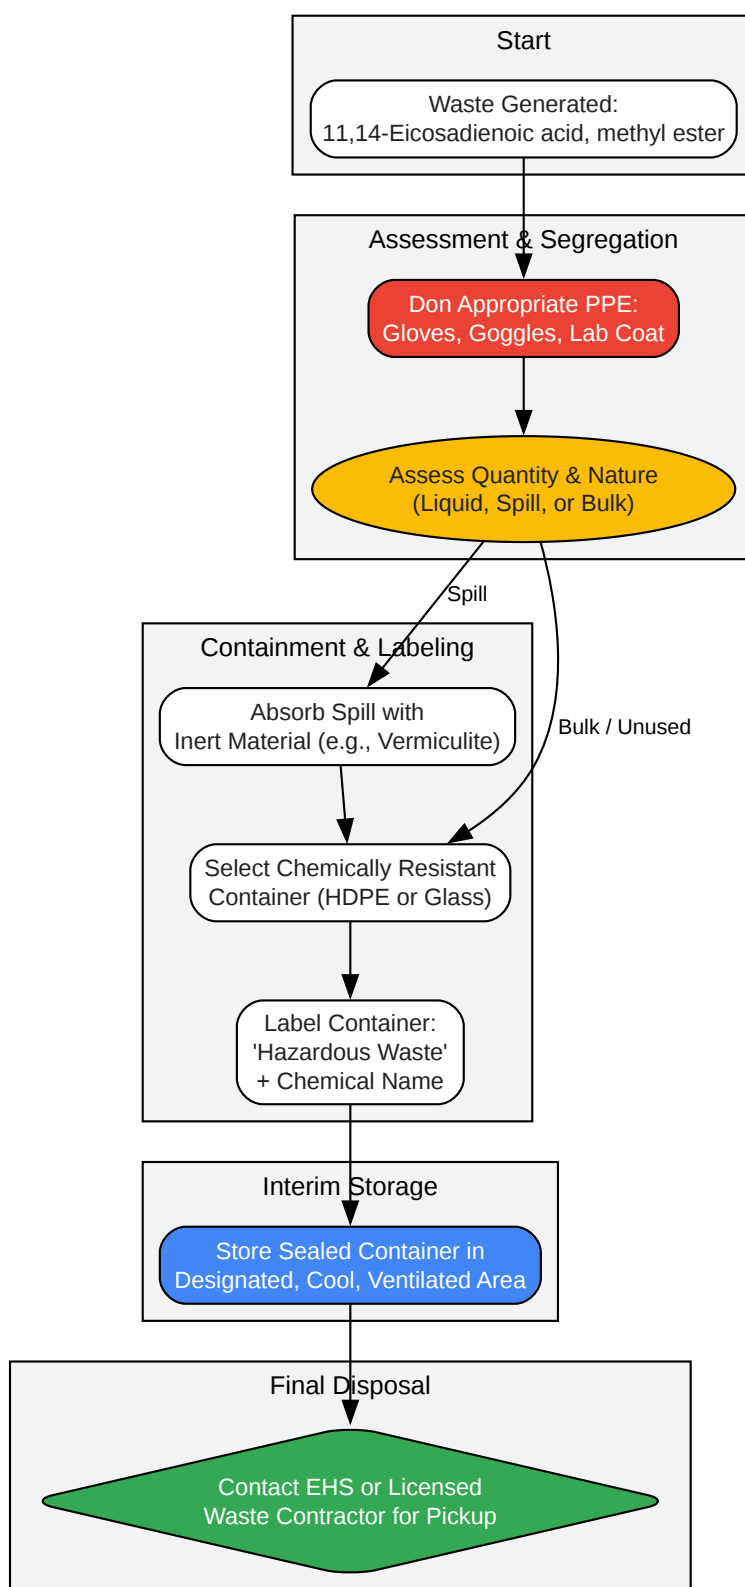 Start
Waste Generated:
11,14-Eicosadienoic acid, methyl ester
Assessment & Segregation
Don Appropriate PPE:
Gloves, Goggles, Lab Coat
Assess Quantity & Nature
(Liquid, Spill, or Bulk)
Spill
Containment & Labeling
Absorb Spill with
Inert Material (e.g., Vermiculite)
Bulk / Unused
Select Chemically Resistant
Container (HDPE or Glass)
Label Container:
'Hazardous Waste'
+ Chemical Name
Interim Storage
Store Sealed Container in
Designated, Cool, Ventilated Area
Final Disposal
Contact EHS or Licensed
Waste Contractor for Pickup